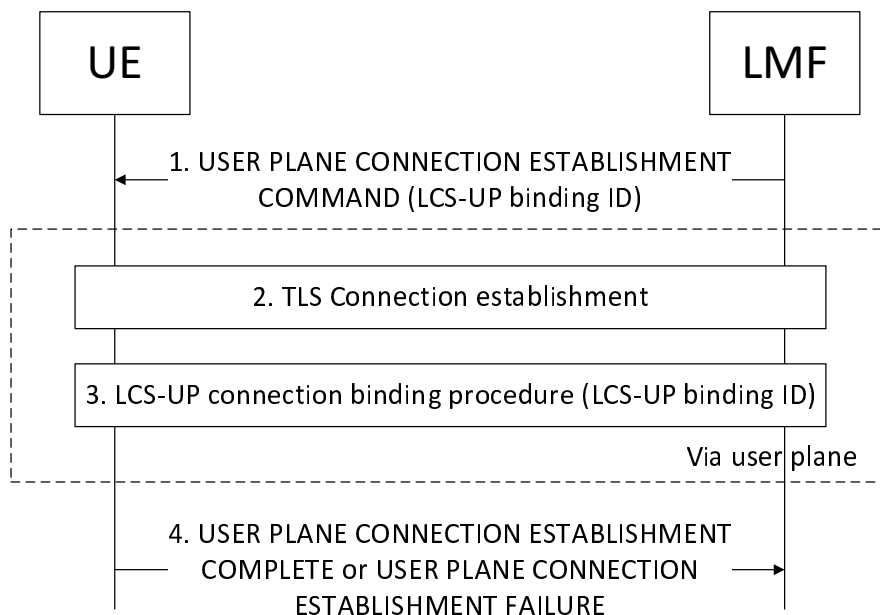 UE
LMF
1. USER PLANE CONNECTION ESTABLISHMENT
COMMAND (LCS-UP binding ID)
2. TLS Connection establishment
3. LCS-UP connection binding procedure (LCS-UP binding ID)
Via user plane
4. USER PLANE CONNECTION ESTABLISHMENT
COMPLETE or USER PLANE CONNECTION
ESTABLISHMENT FAILURE